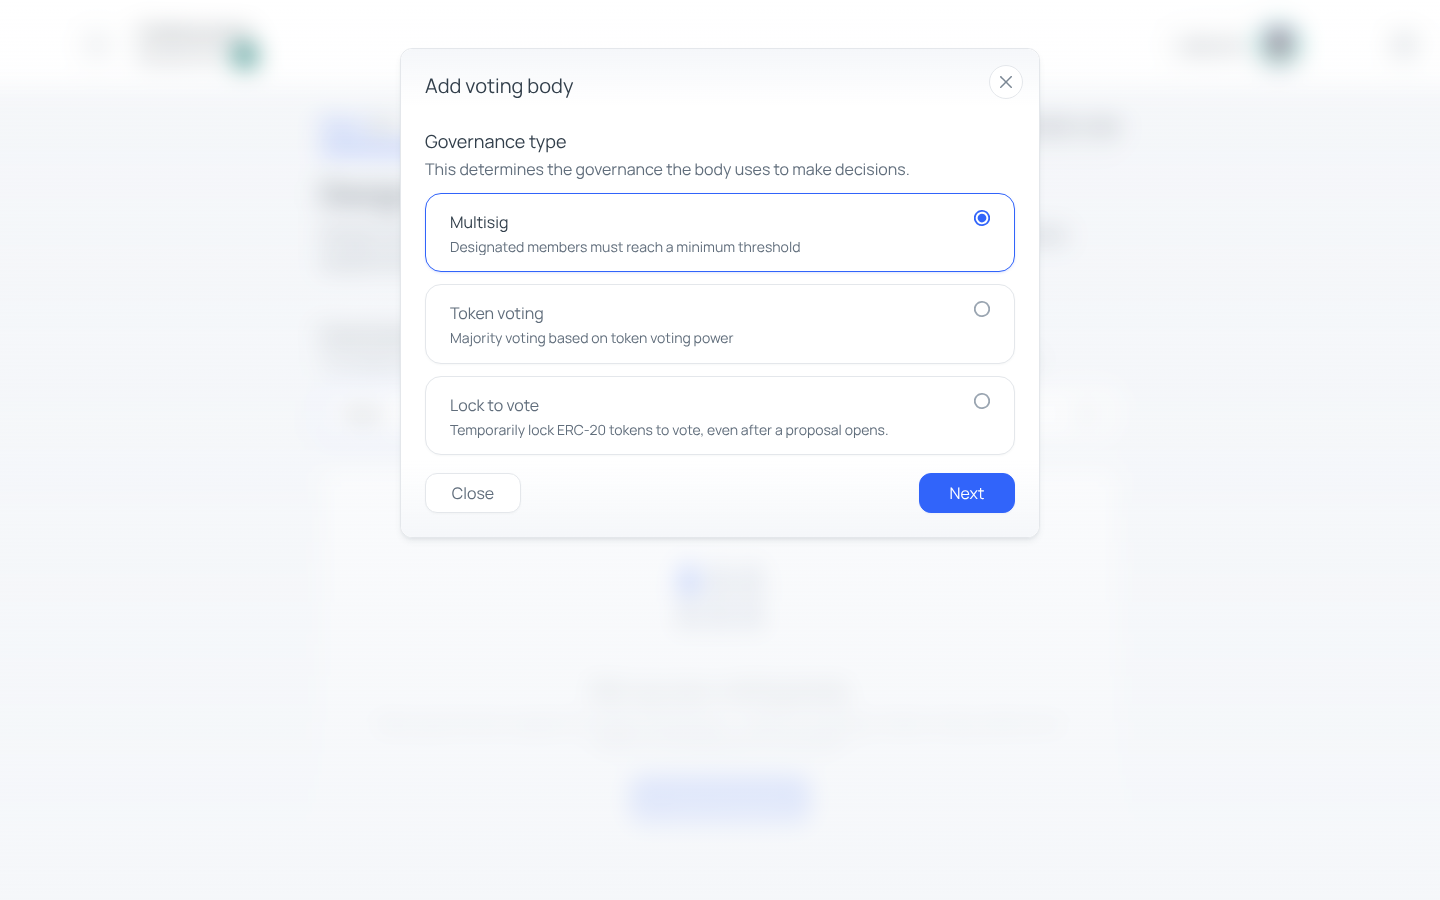 Add voting body
Governance type
This determines the governance the body uses to make decisions.
Multisig
Designated members must reach a minimum threshold
Token voting
Majority voting based on token voting power
Lock to vote
Temporarily lock ERC-20 tokens to vote, even after a proposal opens.
Close
Next